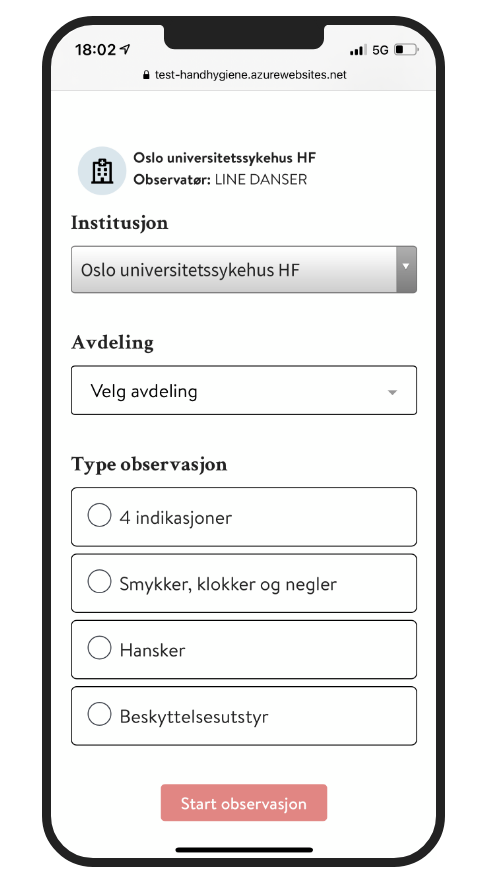 18:02
5G
test-handhygiene.azurewebsites.net
Oslo universitetssykehus HF
Observatør: LINE DANSER
Institusjon
Oslo universitetssykehus HF
Avdeling
Velg avdeling
Type observasjon
4 indikasjoner
Smykker, klokker og negler
Hansker
Beskyttelsesutstyr
Start observasjon